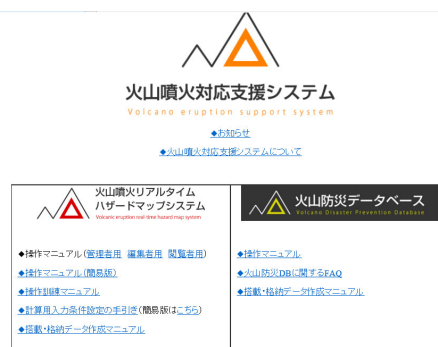 火山噴火対応支援システム
Volcano eruption support system
◆お知らせ
◆火山噴火対応支援システムについて
火山噴火リアルタイム
ハザードマップシステム
Volcanic eruption real time hazard map system
◆操作マニュアル(管理者用 編集者用 閲覧者用)
◆操作マニュアル(簡易版)
◆操作訓練マニュアル
◆計算用入力条件設定の手引き(簡易版はこちら)
◆搭載・格納データ作成マニュアル
火山防災データベース
Volcano Disaster Prevention Database
◆操作マニュアル
◆火山防災DBに関するFAQ
◆搭載・格納データ作成マニュアル